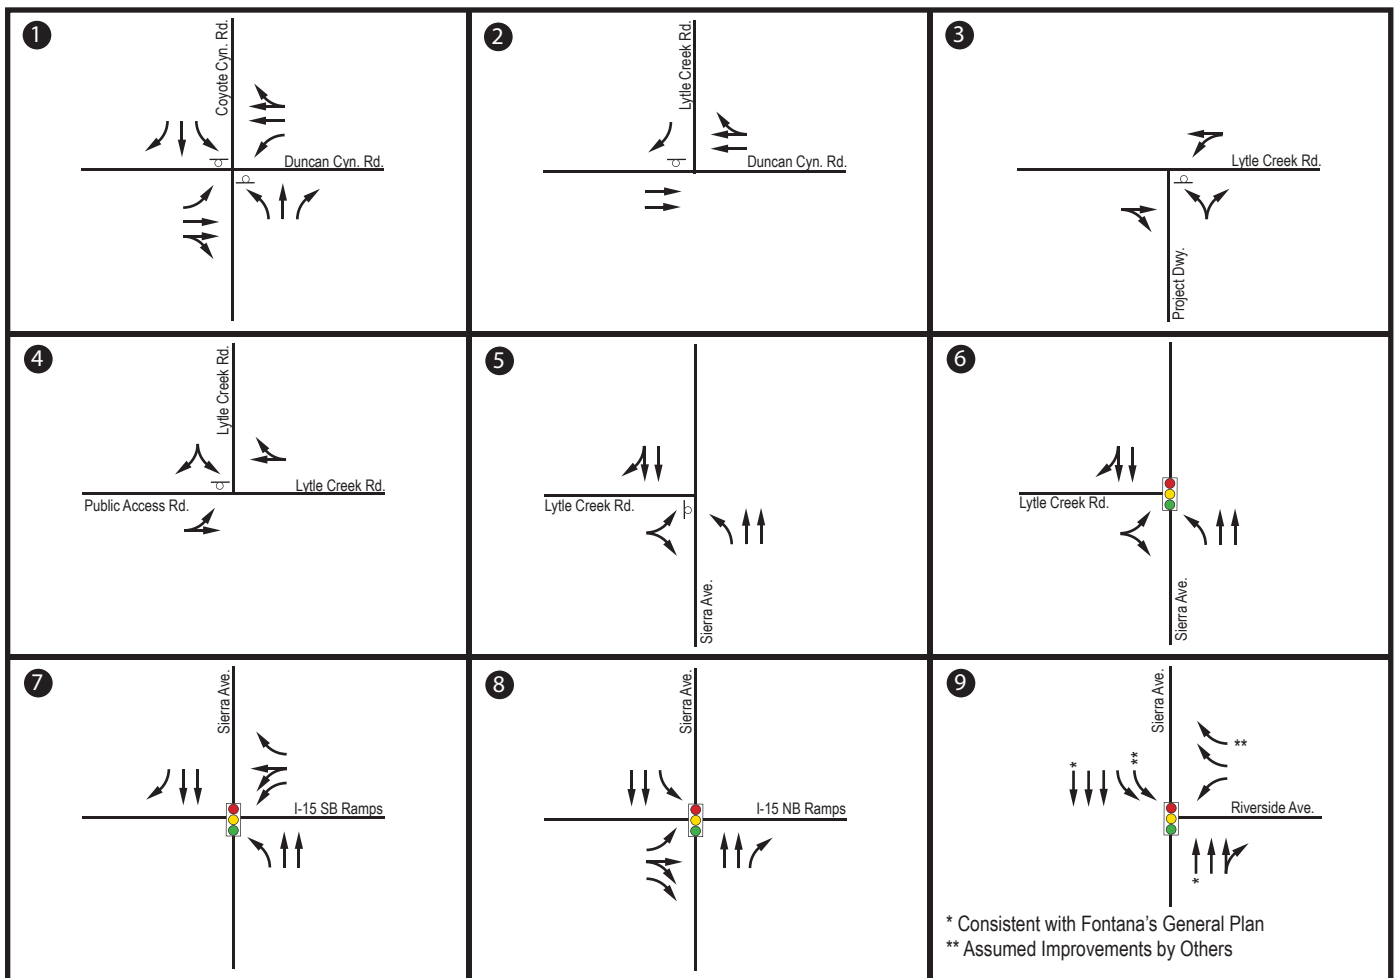 1
Coyote Cyn. Rd.
Duncan Cyn. Rd.
2
Lytle Creek Rd.
Duncan Cyn. Rd.
3
Lytle Creek Rd.
Project Dwy.
4
Lytle Creek Rd.
Lytle Creek Rd.
Public Access Rd.
5
Lytle Creek Rd.
Sierra Ave.
6
Lytle Creek Rd.
Sierra Ave.
7
Sierra Ave.
I-15 SB Ramps
8
Sierra Ave.
I-15 NB Ramps
9
Sierra Ave.
**
*
**
Riverside Ave.
*
* Consistent with Fontana's General Plan
** Assumed Improvements by Others